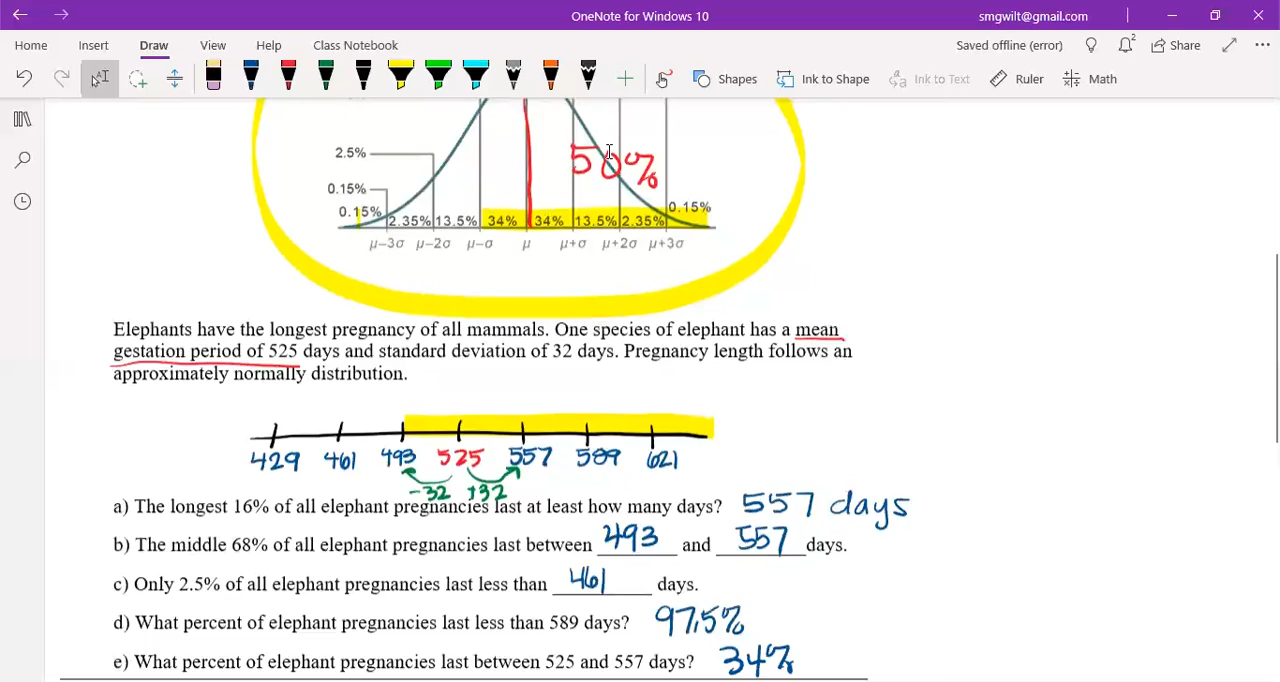 OneNote for Windows 10
smgwilt@gmail.com
Home Insert Draw View Help Class Notebook
Saved offline (error) Share
Shapes Ink to Shape Ink to Text Ruler Math
2.5%
50%
0.15%
0.15% 2.35% 13.5% 34% 34% 13.5% 2.35% 0.15%
μ−3σ μ−2σ μ−σ μ μ+σ μ+2σ μ+3σ
Elephants have the longest pregnancy of all mammals. One species of elephant has a mean
gestation period of 525 days and standard deviation of 32 days. Pregnancy length follows an
approximately normally distribution.
429 461 493 525 557 589 621
-32 +32
a) The longest 16% of all elephant pregnancies last at least how many days? 557 days
b) The middle 68% of all elephant pregnancies last between 493 and 557 days.
c) Only 2.5% of all elephant pregnancies last less than 461 days.
d) What percent of elephant pregnancies last less than 589 days? 97.5%
e) What percent of elephant pregnancies last between 525 and 557 days? 34%